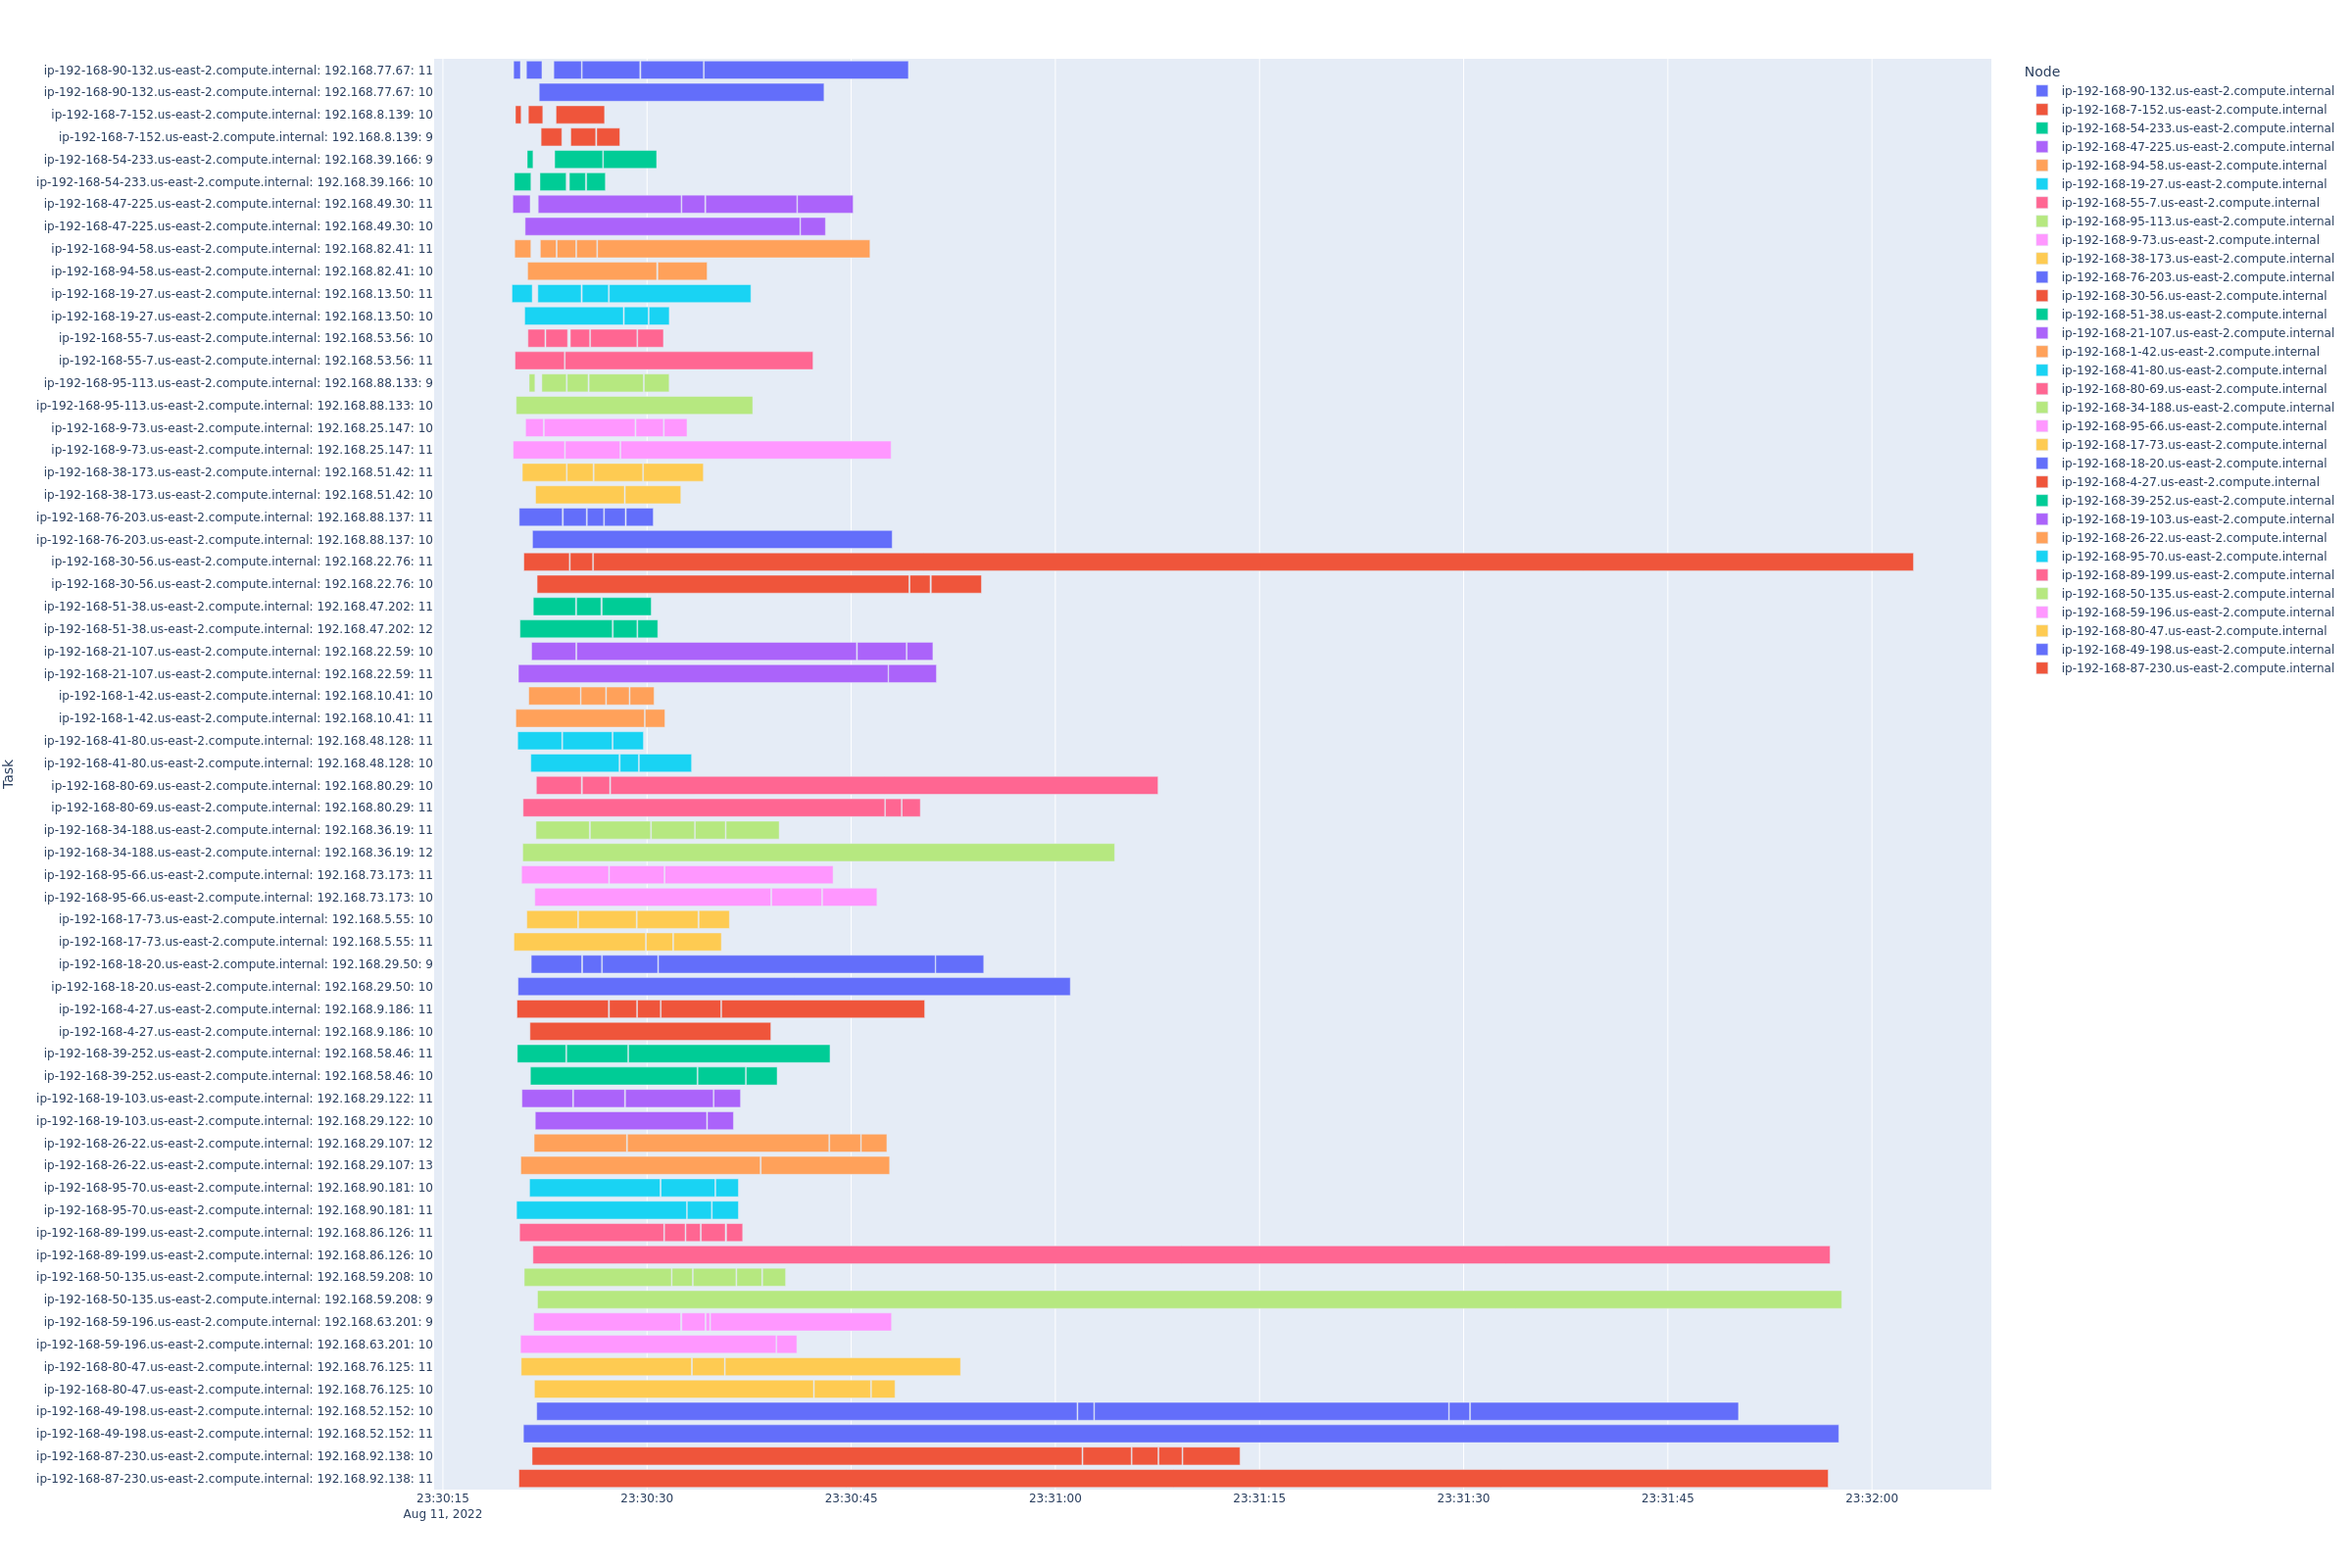 ip-192-168-90-132.us-east-2.compute.internal: 192.168.77.67: 11
ip-192-168-90-132.us-east-2.compute.internal: 192.168.77.67: 10
ip-192-168-7-152.us-east-2.compute.internal: 192.168.8.139: 10
ip-192-168-7-152.us-east-2.compute.internal: 192.168.8.139: 9
ip-192-168-54-233.us-east-2.compute.internal: 192.168.39.166: 9
ip-192-168-54-233.us-east-2.compute.internal: 192.168.39.166: 10
ip-192-168-47-225.us-east-2.compute.internal: 192.168.49.30: 11
ip-192-168-47-225.us-east-2.compute.internal: 192.168.49.30: 10
ip-192-168-94-58.us-east-2.compute.internal: 192.168.82.41: 11
ip-192-168-94-58.us-east-2.compute.internal: 192.168.82.41: 10
ip-192-168-19-27.us-east-2.compute.internal: 192.168.13.50: 11
ip-192-168-19-27.us-east-2.compute.internal: 192.168.13.50: 10
ip-192-168-55-7.us-east-2.compute.internal: 192.168.53.56: 10
ip-192-168-55-7.us-east-2.compute.internal: 192.168.53.56: 11
ip-192-168-95-113.us-east-2.compute.internal: 192.168.88.133: 9
ip-192-168-95-113.us-east-2.compute.internal: 192.168.88.133: 10
ip-192-168-9-73.us-east-2.compute.internal: 192.168.25.147: 10
ip-192-168-9-73.us-east-2.compute.internal: 192.168.25.147: 11
ip-192-168-38-173.us-east-2.compute.internal: 192.168.51.42: 11
ip-192-168-38-173.us-east-2.compute.internal: 192.168.51.42: 10
ip-192-168-76-203.us-east-2.compute.internal: 192.168.88.137: 11
ip-192-168-76-203.us-east-2.compute.internal: 192.168.88.137: 10
ip-192-168-30-56.us-east-2.compute.internal: 192.168.22.76: 11
ip-192-168-30-56.us-east-2.compute.internal: 192.168.22.76: 10
ip-192-168-51-38.us-east-2.compute.internal: 192.168.47.202: 11
ip-192-168-51-38.us-east-2.compute.internal: 192.168.47.202: 12
ip-192-168-21-107.us-east-2.compute.internal: 192.168.22.59: 10
ip-192-168-21-107.us-east-2.compute.internal: 192.168.22.59: 11
ip-192-168-1-42.us-east-2.compute.internal: 192.168.10.41: 10
ip-192-168-1-42.us-east-2.compute.internal: 192.168.10.41: 11
ip-192-168-41-80.us-east-2.compute.internal: 192.168.48.128: 11
ip-192-168-41-80.us-east-2.compute.internal: 192.168.48.128: 10
ip-192-168-80-69.us-east-2.compute.internal: 192.168.80.29: 10
ip-192-168-80-69.us-east-2.compute.internal: 192.168.80.29: 11
ip-192-168-34-188.us-east-2.compute.internal: 192.168.36.19: 11
ip-192-168-34-188.us-east-2.compute.internal: 192.168.36.19: 12
ip-192-168-95-66.us-east-2.compute.internal: 192.168.73.173: 11
ip-192-168-95-66.us-east-2.compute.internal: 192.168.73.173: 10
ip-192-168-17-73.us-east-2.compute.internal: 192.168.5.55: 10
ip-192-168-17-73.us-east-2.compute.internal: 192.168.5.55: 11
ip-192-168-18-20.us-east-2.compute.internal: 192.168.29.50: 9
ip-192-168-18-20.us-east-2.compute.internal: 192.168.29.50: 10
ip-192-168-4-27.us-east-2.compute.internal: 192.168.9.186: 11
ip-192-168-4-27.us-east-2.compute.internal: 192.168.9.186: 10
ip-192-168-39-252.us-east-2.compute.internal: 192.168.58.46: 11
ip-192-168-39-252.us-east-2.compute.internal: 192.168.58.46: 10
ip-192-168-19-103.us-east-2.compute.internal: 192.168.29.122: 11
ip-192-168-19-103.us-east-2.compute.internal: 192.168.29.122: 10
ip-192-168-26-22.us-east-2.compute.internal: 192.168.29.107: 12
ip-192-168-26-22.us-east-2.compute.internal: 192.168.29.107: 13
ip-192-168-95-70.us-east-2.compute.internal: 192.168.90.181: 10
ip-192-168-95-70.us-east-2.compute.internal: 192.168.90.181: 11
ip-192-168-89-199.us-east-2.compute.internal: 192.168.86.126: 11
ip-192-168-89-199.us-east-2.compute.internal: 192.168.86.126: 10
ip-192-168-50-135.us-east-2.compute.internal: 192.168.59.208: 10
ip-192-168-50-135.us-east-2.compute.internal: 192.168.59.208: 9
ip-192-168-59-196.us-east-2.compute.internal: 192.168.63.201: 9
ip-192-168-59-196.us-east-2.compute.internal: 192.168.63.201: 10
ip-192-168-80-47.us-east-2.compute.internal: 192.168.76.125: 11
ip-192-168-80-47.us-east-2.compute.internal: 192.168.76.125: 10
ip-192-168-49-198.us-east-2.compute.internal: 192.168.52.152: 10
ip-192-168-49-198.us-east-2.compute.internal: 192.168.52.152: 11
ip-192-168-87-230.us-east-2.compute.internal: 192.168.92.138: 10
ip-192-168-87-230.us-east-2.compute.internal: 192.168.92.138: 11
Task
23:30:15
Aug 11, 2022
23:30:30
23:30:45
23:31:00
23:31:15
23:31:30
23:31:45
23:32:00
Node
ip-192-168-90-132.us-east-2.compute.internal
ip-192-168-7-152.us-east-2.compute.internal
ip-192-168-54-233.us-east-2.compute.internal
ip-192-168-47-225.us-east-2.compute.internal
ip-192-168-94-58.us-east-2.compute.internal
ip-192-168-19-27.us-east-2.compute.internal
ip-192-168-55-7.us-east-2.compute.internal
ip-192-168-95-113.us-east-2.compute.internal
ip-192-168-9-73.us-east-2.compute.internal
ip-192-168-38-173.us-east-2.compute.internal
ip-192-168-76-203.us-east-2.compute.internal
ip-192-168-30-56.us-east-2.compute.internal
ip-192-168-51-38.us-east-2.compute.internal
ip-192-168-21-107.us-east-2.compute.internal
ip-192-168-1-42.us-east-2.compute.internal
ip-192-168-41-80.us-east-2.compute.internal
ip-192-168-80-69.us-east-2.compute.internal
ip-192-168-34-188.us-east-2.compute.internal
ip-192-168-95-66.us-east-2.compute.internal
ip-192-168-17-73.us-east-2.compute.internal
ip-192-168-18-20.us-east-2.compute.internal
ip-192-168-4-27.us-east-2.compute.internal
ip-192-168-39-252.us-east-2.compute.internal
ip-192-168-19-103.us-east-2.compute.internal
ip-192-168-26-22.us-east-2.compute.internal
ip-192-168-95-70.us-east-2.compute.internal
ip-192-168-89-199.us-east-2.compute.internal
ip-192-168-50-135.us-east-2.compute.internal
ip-192-168-59-196.us-east-2.compute.internal
ip-192-168-80-47.us-east-2.compute.internal
ip-192-168-49-198.us-east-2.compute.internal
ip-192-168-87-230.us-east-2.compute.internal